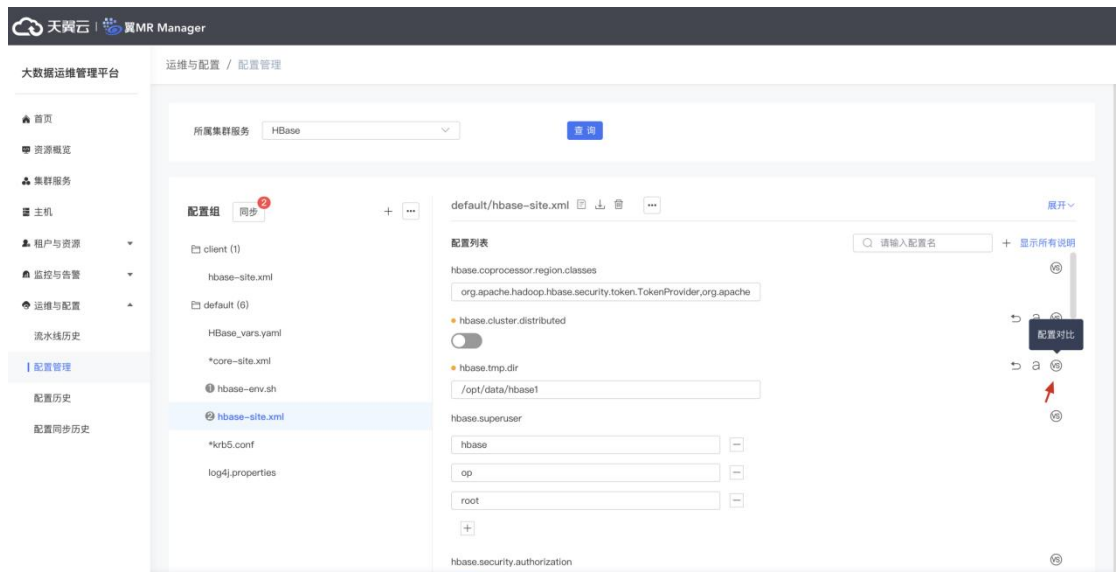 天翼云 翼MR Manager
大数据运维管理平台
运维与配置 / 配置管理
首页
资源概览
集群服务
主机
租户与资源
监控与告警
运维与配置
流水线历史
配置管理
配置历史
配置同步历史
所属集群服务 HBase 查询
配置组 同步 2 + ...
client (1)
hbase-site.xml
default (6)
HBase_vars.yaml
*core-site.xml
1 hbase-env.sh
2 hbase-site.xml
*krb5.conf
log4j.properties
default/hbase-site.xml ... 展开
配置列表 请输入配置名 + 显示所有说明
hbase.coprocessor.region.classes VS
org.apache.hadoop.hbase.security.token.TokenProvider,org.apache
hbase.cluster.distributed a VS
配置对比
hbase.tmp.dir a VS
/opt/data/hbase1
hbase.superuser VS
hbase
op
root
+
hbase.security.authorization VS